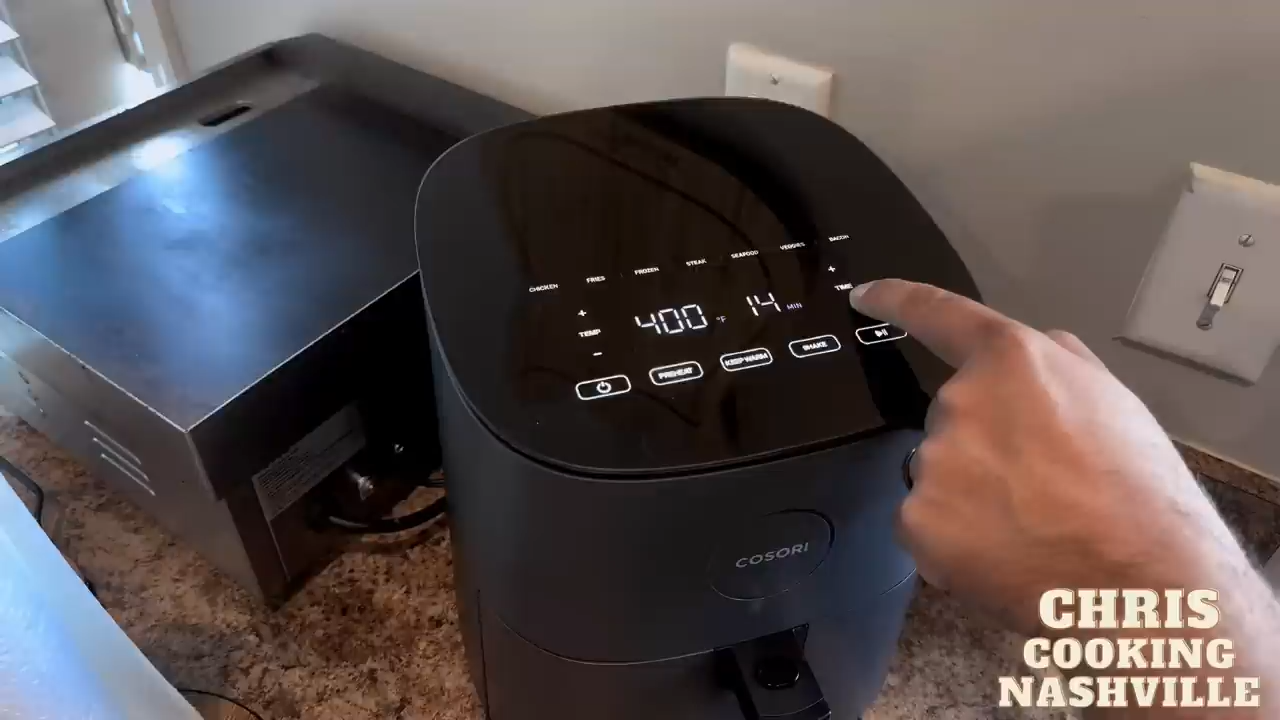 CHICKEN FRIES FROZEN STEAK SEAFOOD VEGGIES BACON
+ +
TEMP 400 °F 14 MIN TIME
-
PREHEAT KEEP WARM SHAKE
COSORI
CHRIS
COOKING
NASHVILLE